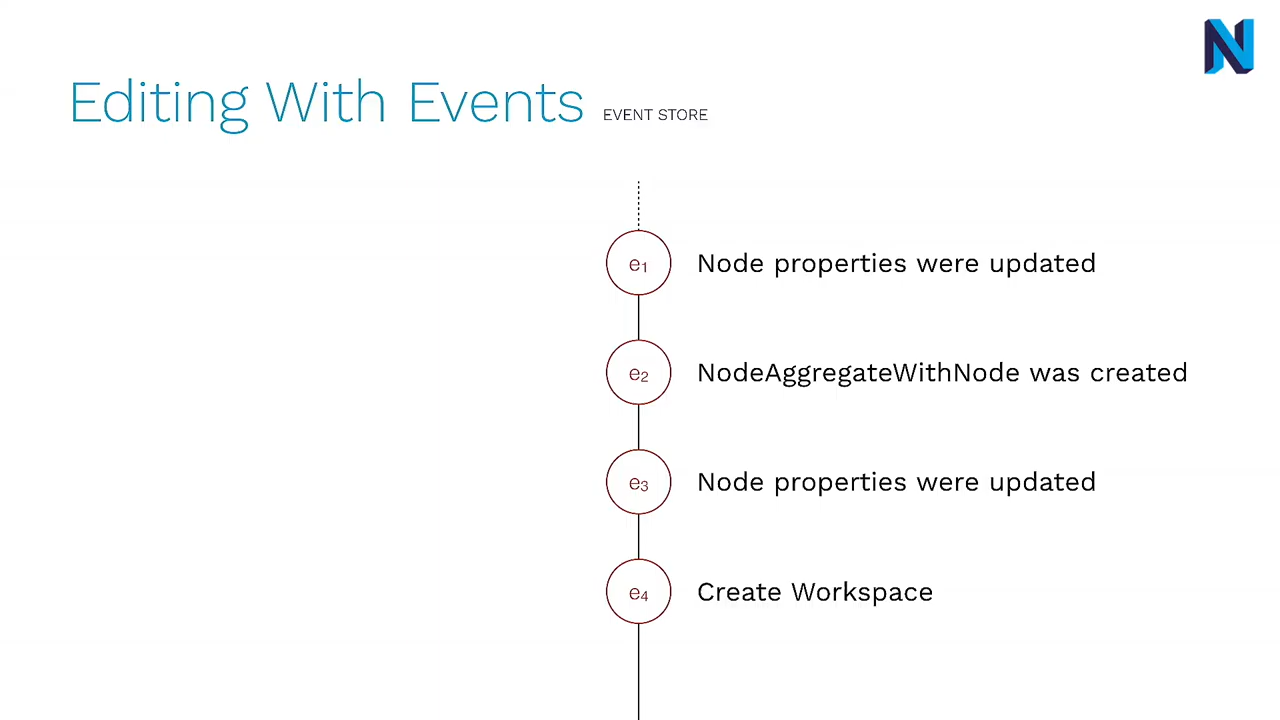 Editing With Events EVENT STORE
e₁ Node properties were updated
e₂ NodeAggregateWithNode was created
e₃ Node properties were updated
e₄ Create Workspace